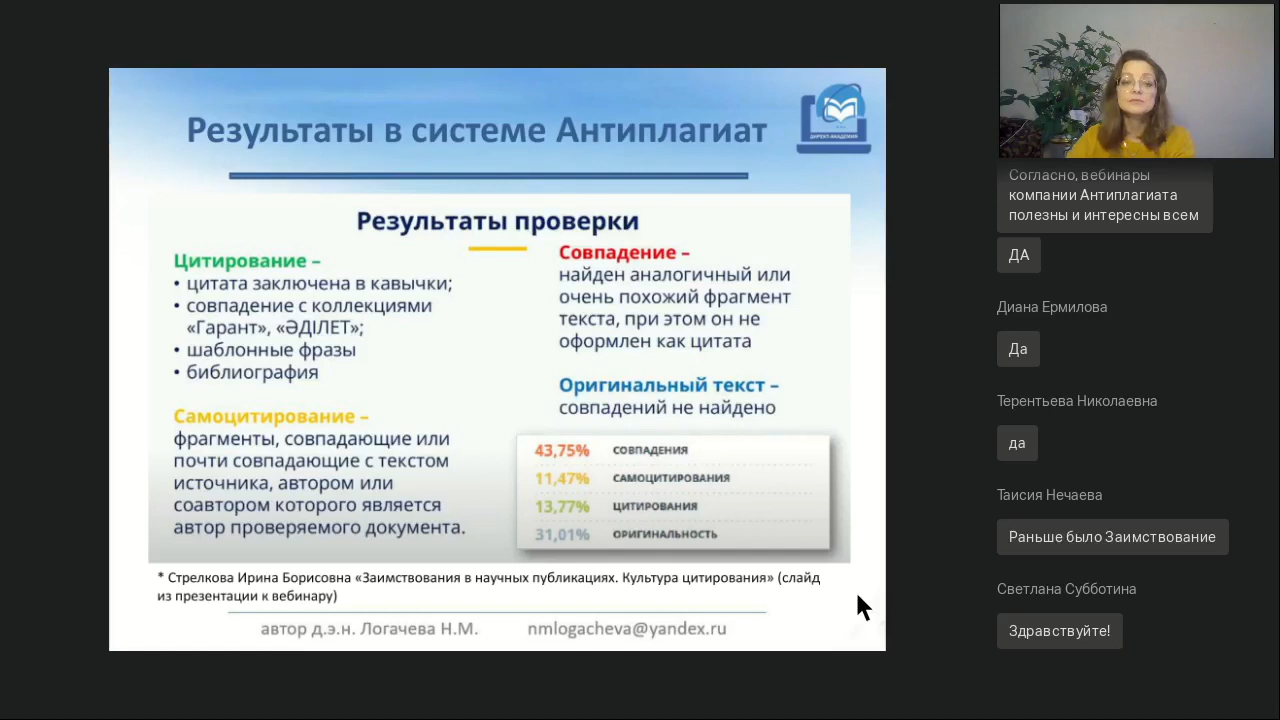 Результаты в системе Антиплагиат
ДИРЕКТ-АКАДЕМИЯ
Результаты проверки
Цитирование –
• цитата заключена в кавычки;
• совпадение с коллекциями
«Гарант», «ӘДІЛЕТ»;
• шаблонные фразы
• библиография
Самоцитирование –
фрагменты, совпадающие или
почти совпадающие с текстом
источника, автором или
соавтором которого является
автор проверяемого документа.
Совпадение –
найден аналогичный или
очень похожий фрагмент
текста, при этом он не
оформлен как цитата
Оригинальный текст –
совпадений не найдено
43,75% СОВПАДЕНИЯ
11,47% САМОЦИТИРОВАНИЯ
13,77% ЦИТИРОВАНИЯ
31,01% ОРИГИНАЛЬНОСТЬ
* Стрелкова Ирина Борисовна «Заимствования в научных публикациях. Культура цитирования» (слайд
из презентации к вебинару)
автор д.э.н. Логачева Н.М. nmlogacheva@yandex.ru
Согласно, вебинары
компании Антиплагиата
полезны и интересны всем
ДА
Диана Ермилова
Да
Терентьева Николаевна
да
Таисия Нечаева
Раньше было Заимствование
Светлана Субботина
Здравствуйте!